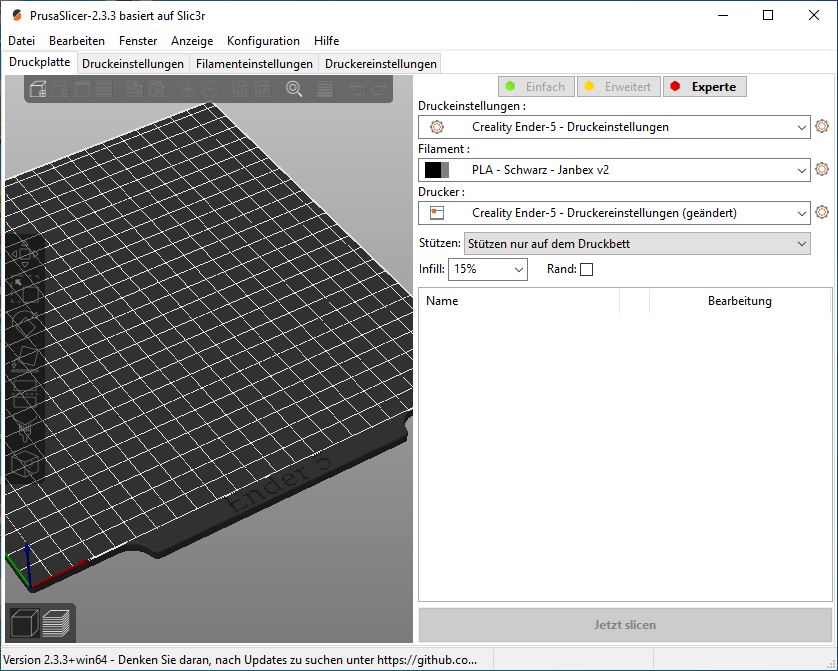 PrusaSlicer-2.3.3 basiert auf Slic3r
Datei Bearbeiten Fenster Anzeige Konfiguration Hilfe
Druckplatte Druckeinstellungen Filamenteinstellungen Druckereinstellungen
Einfach Erweitert Experte
Druckeinstellungen :
Creality Ender-5 - Druckeinstellungen
Filament :
PLA - Schwarz - Janbex v2
Drucker :
Creality Ender-5 - Druckereinstellungen (geändert)
Stützen: Stützen nur auf dem Druckbett
Infill: 15% Rand:
Name Bearbeitung
Ender 5
Jetzt slicen
Version 2.3.3+win64 - Denken Sie daran, nach Updates zu suchen unter https://github.co...